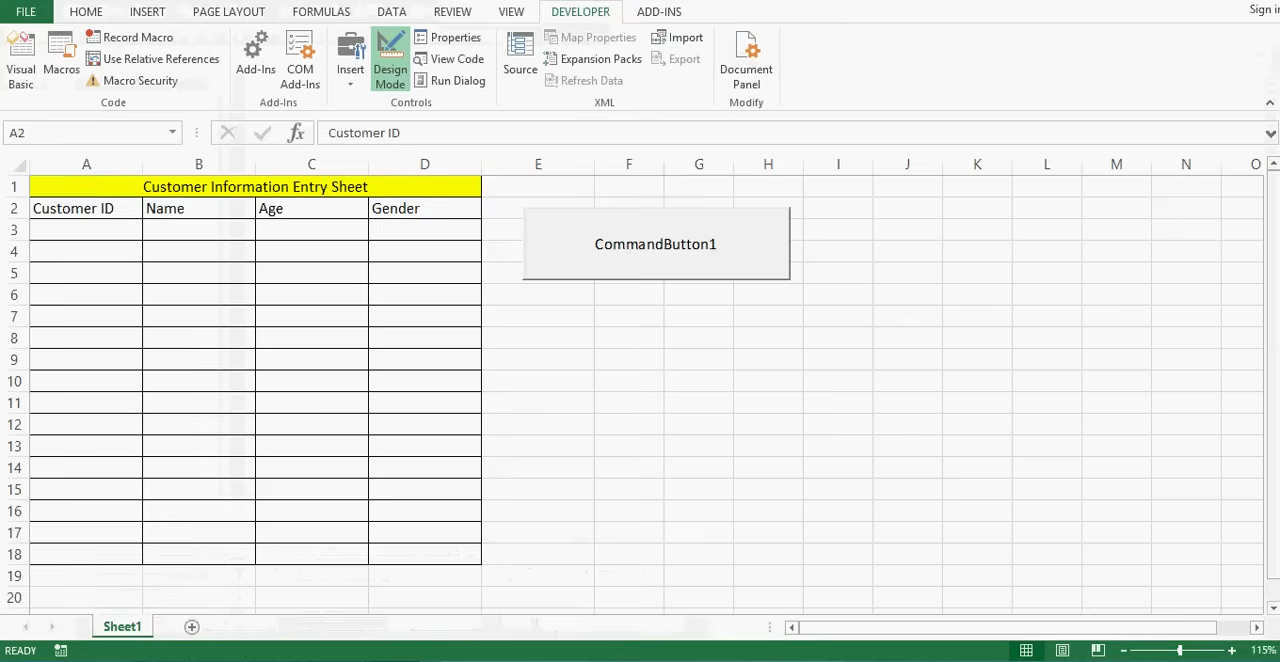 FILE HOME INSERT PAGE LAYOUT FORMULAS DATA REVIEW VIEW DEVELOPER ADD-INS Sign in
Visual Basic
Macros
Record Macro
Use Relative References
Macro Security
Code
Add-Ins
COM Add-Ins
Add-Ins
Insert
Design Mode
Properties
View Code
Run Dialog
Controls
Source
Map Properties
Expansion Packs
Refresh Data
Import
Export
XML
Document Panel
Modify
A2 fx Customer ID
A B C D E F G H I J K L M N O
1 Customer Information Entry Sheet
2 Customer ID Name Age Gender
3
CommandButton1
4
5
6
7
8
9
10
11
12
13
14
15
16
17
18
19
20
Sheet1
READY 115%